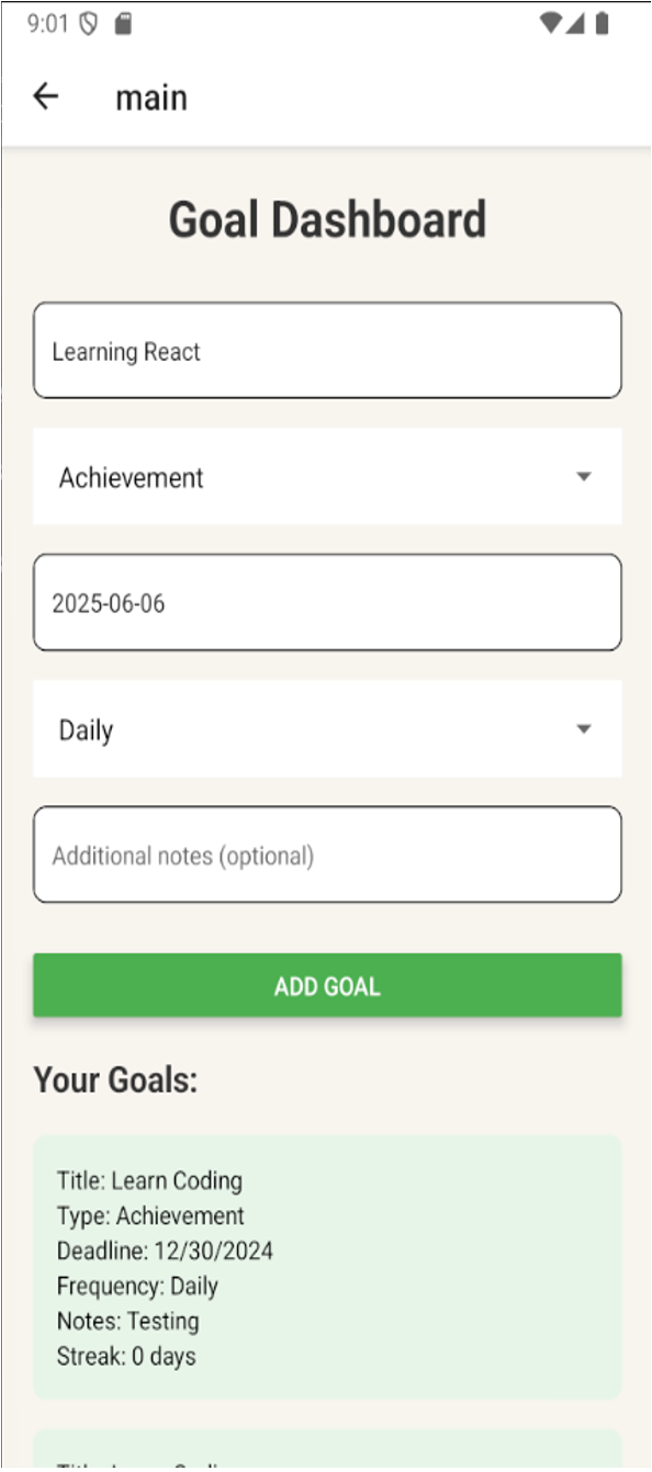 9:01
main
Goal Dashboard
Learning React
Achievement
2025-06-06
Daily
Additional notes (optional)
ADD GOAL
Your Goals:
Title: Learn Coding
Type: Achievement
Deadline: 12/30/2024
Frequency: Daily
Notes: Testing
Streak: 0 days